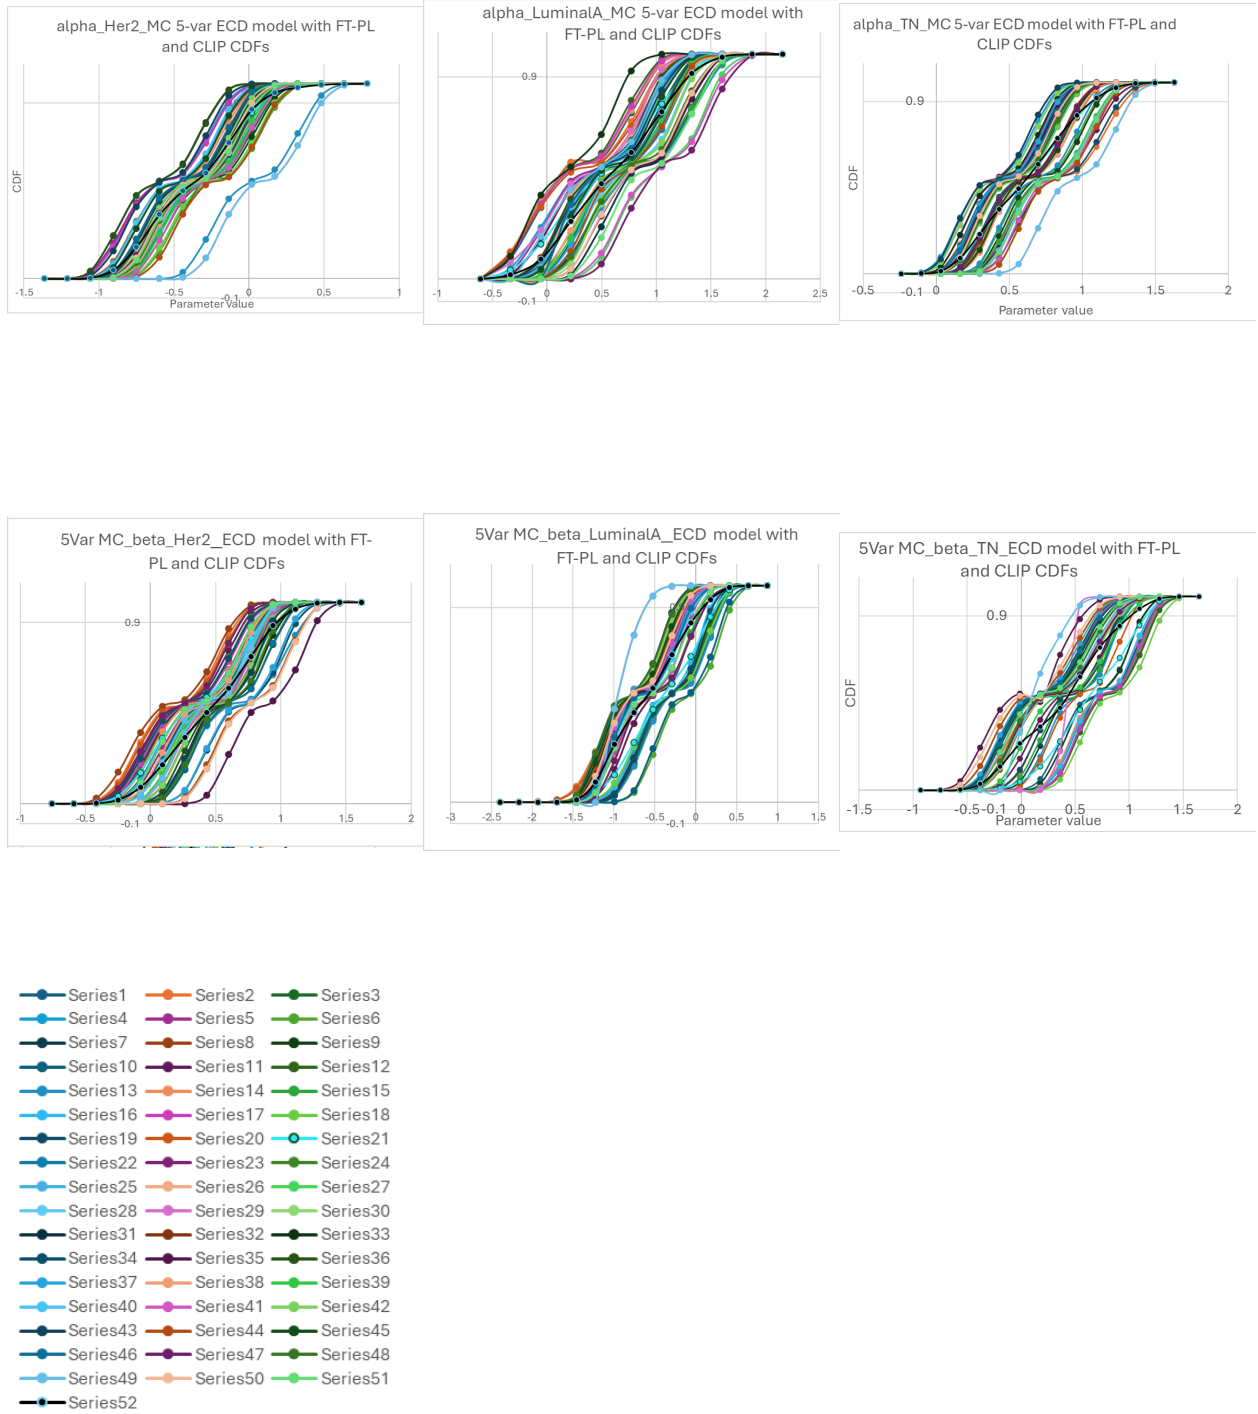 alpha_Her2_MC 5-var ECD model with FT-PL
and CLIP CDFs
CDF
-1.5 -1 -0.5 -0.1 0 0.5 1
Parameter value
alpha_LuminalA_MC 5-var ECD model with
FT-PL and CLIP CDFs
0.9
-1 -0.5 0 0.5 1 1.5 2 2.5
-0.1
alpha_TN_MC 5-var ECD model with FT-PL and
CLIP CDFs
0.9
CDF
-0.5 -0.1 0 0.5 1 1.5 2
Parameter value
5Var MC_beta_Her2_ECD model with FT-
PL and CLIP CDFs
0.9
-1 -0.5 0 0.5 1 1.5 2
-0.1
5Var MC_beta_LuminalA_ECD model with
FT-PL and CLIP CDFs
-3 -2.5 -2 -1.5 -1 -0.5 0 0.5 1 1.5
-0.1
5Var MC_beta_TN_ECD model with FT-PL
and CLIP CDFs
0.9
CDF
-1.5 -1 -0.5 -0.1 0 0.5 1 1.5 2
Parameter value
Series1 Series2 Series3
Series4 Series5 Series6
Series7 Series8 Series9
Series10 Series11 Series12
Series13 Series14 Series15
Series16 Series17 Series18
Series19 Series20 Series21
Series22 Series23 Series24
Series25 Series26 Series27
Series28 Series29 Series30
Series31 Series32 Series33
Series34 Series35 Series36
Series37 Series38 Series39
Series40 Series41 Series42
Series43 Series44 Series45
Series46 Series47 Series48
Series49 Series50 Series51
Series52